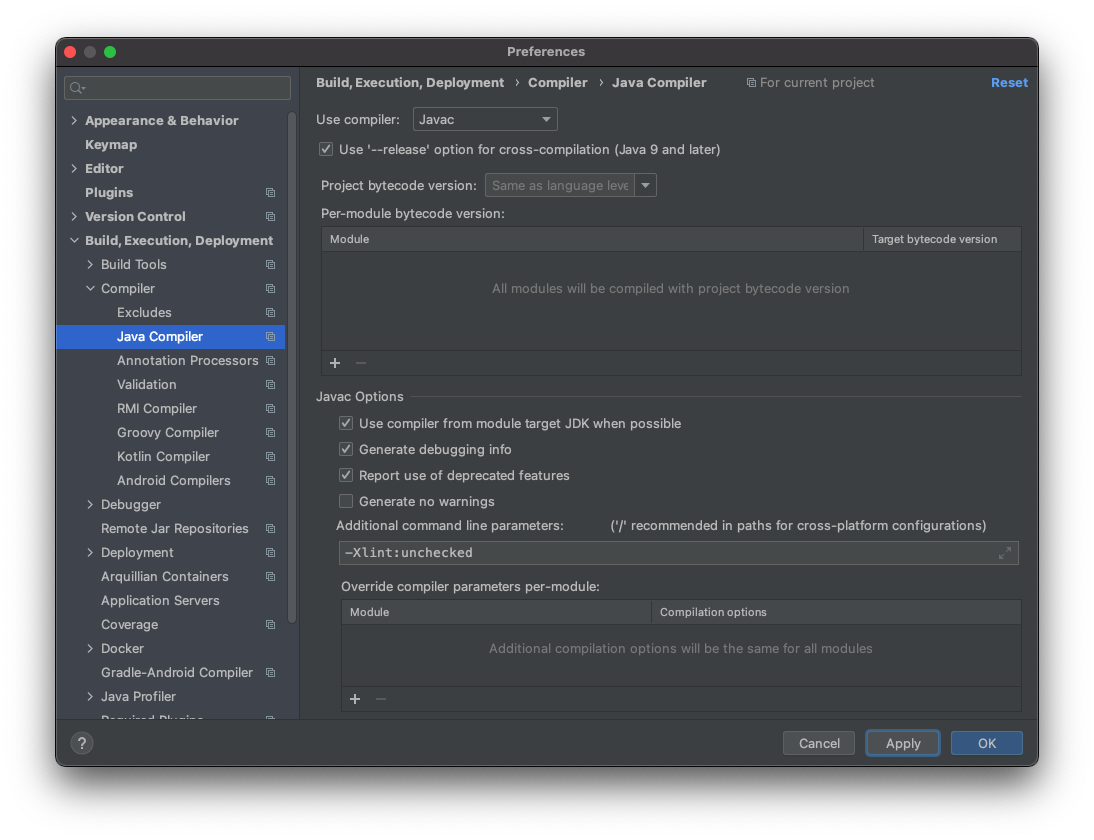 Preferences
Build, Execution, Deployment › Compiler › Java Compiler
For current project
Reset
Appearance & Behavior
Keymap
Editor
Plugins
Version Control
Build, Execution, Deployment
Build Tools
Compiler
Excludes
Java Compiler
Annotation Processors
Validation
RMI Compiler
Groovy Compiler
Kotlin Compiler
Android Compilers
Debugger
Remote Jar Repositories
Deployment
Arquillian Containers
Application Servers
Coverage
Docker
Gradle-Android Compiler
Java Profiler
Required Plugins
Use compiler: Javac
Use '--release' option for cross-compilation (Java 9 and later)
Project bytecode version: Same as language leve
Per-module bytecode version:
Module Target bytecode version
All modules will be compiled with project bytecode version
Javac Options
Use compiler from module target JDK when possible
Generate debugging info
Report use of deprecated features
Generate no warnings
Additional command line parameters: ('/' recommended in paths for cross-platform configurations)
-Xlint:unchecked
Override compiler parameters per-module:
Module Compilation options
Additional compilation options will be the same for all modules
?
Cancel
Apply
OK